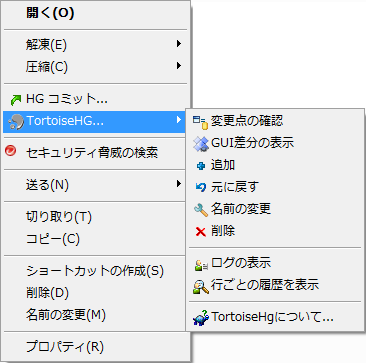 開く(O)
解凍(E)
圧縮(C)
HG コミット...
TortoiseHG...
セキュリティ脅威の検索
送る(N)
切り取り(T)
コピー(C)
ショートカットの作成(S)
削除(D)
名前の変更(M)
プロパティ(R)
変更点の確認
GUI差分の表示
追加
元に戻す
名前の変更
削除
ログの表示
行ごとの履歴を表示
TortoiseHgについて...